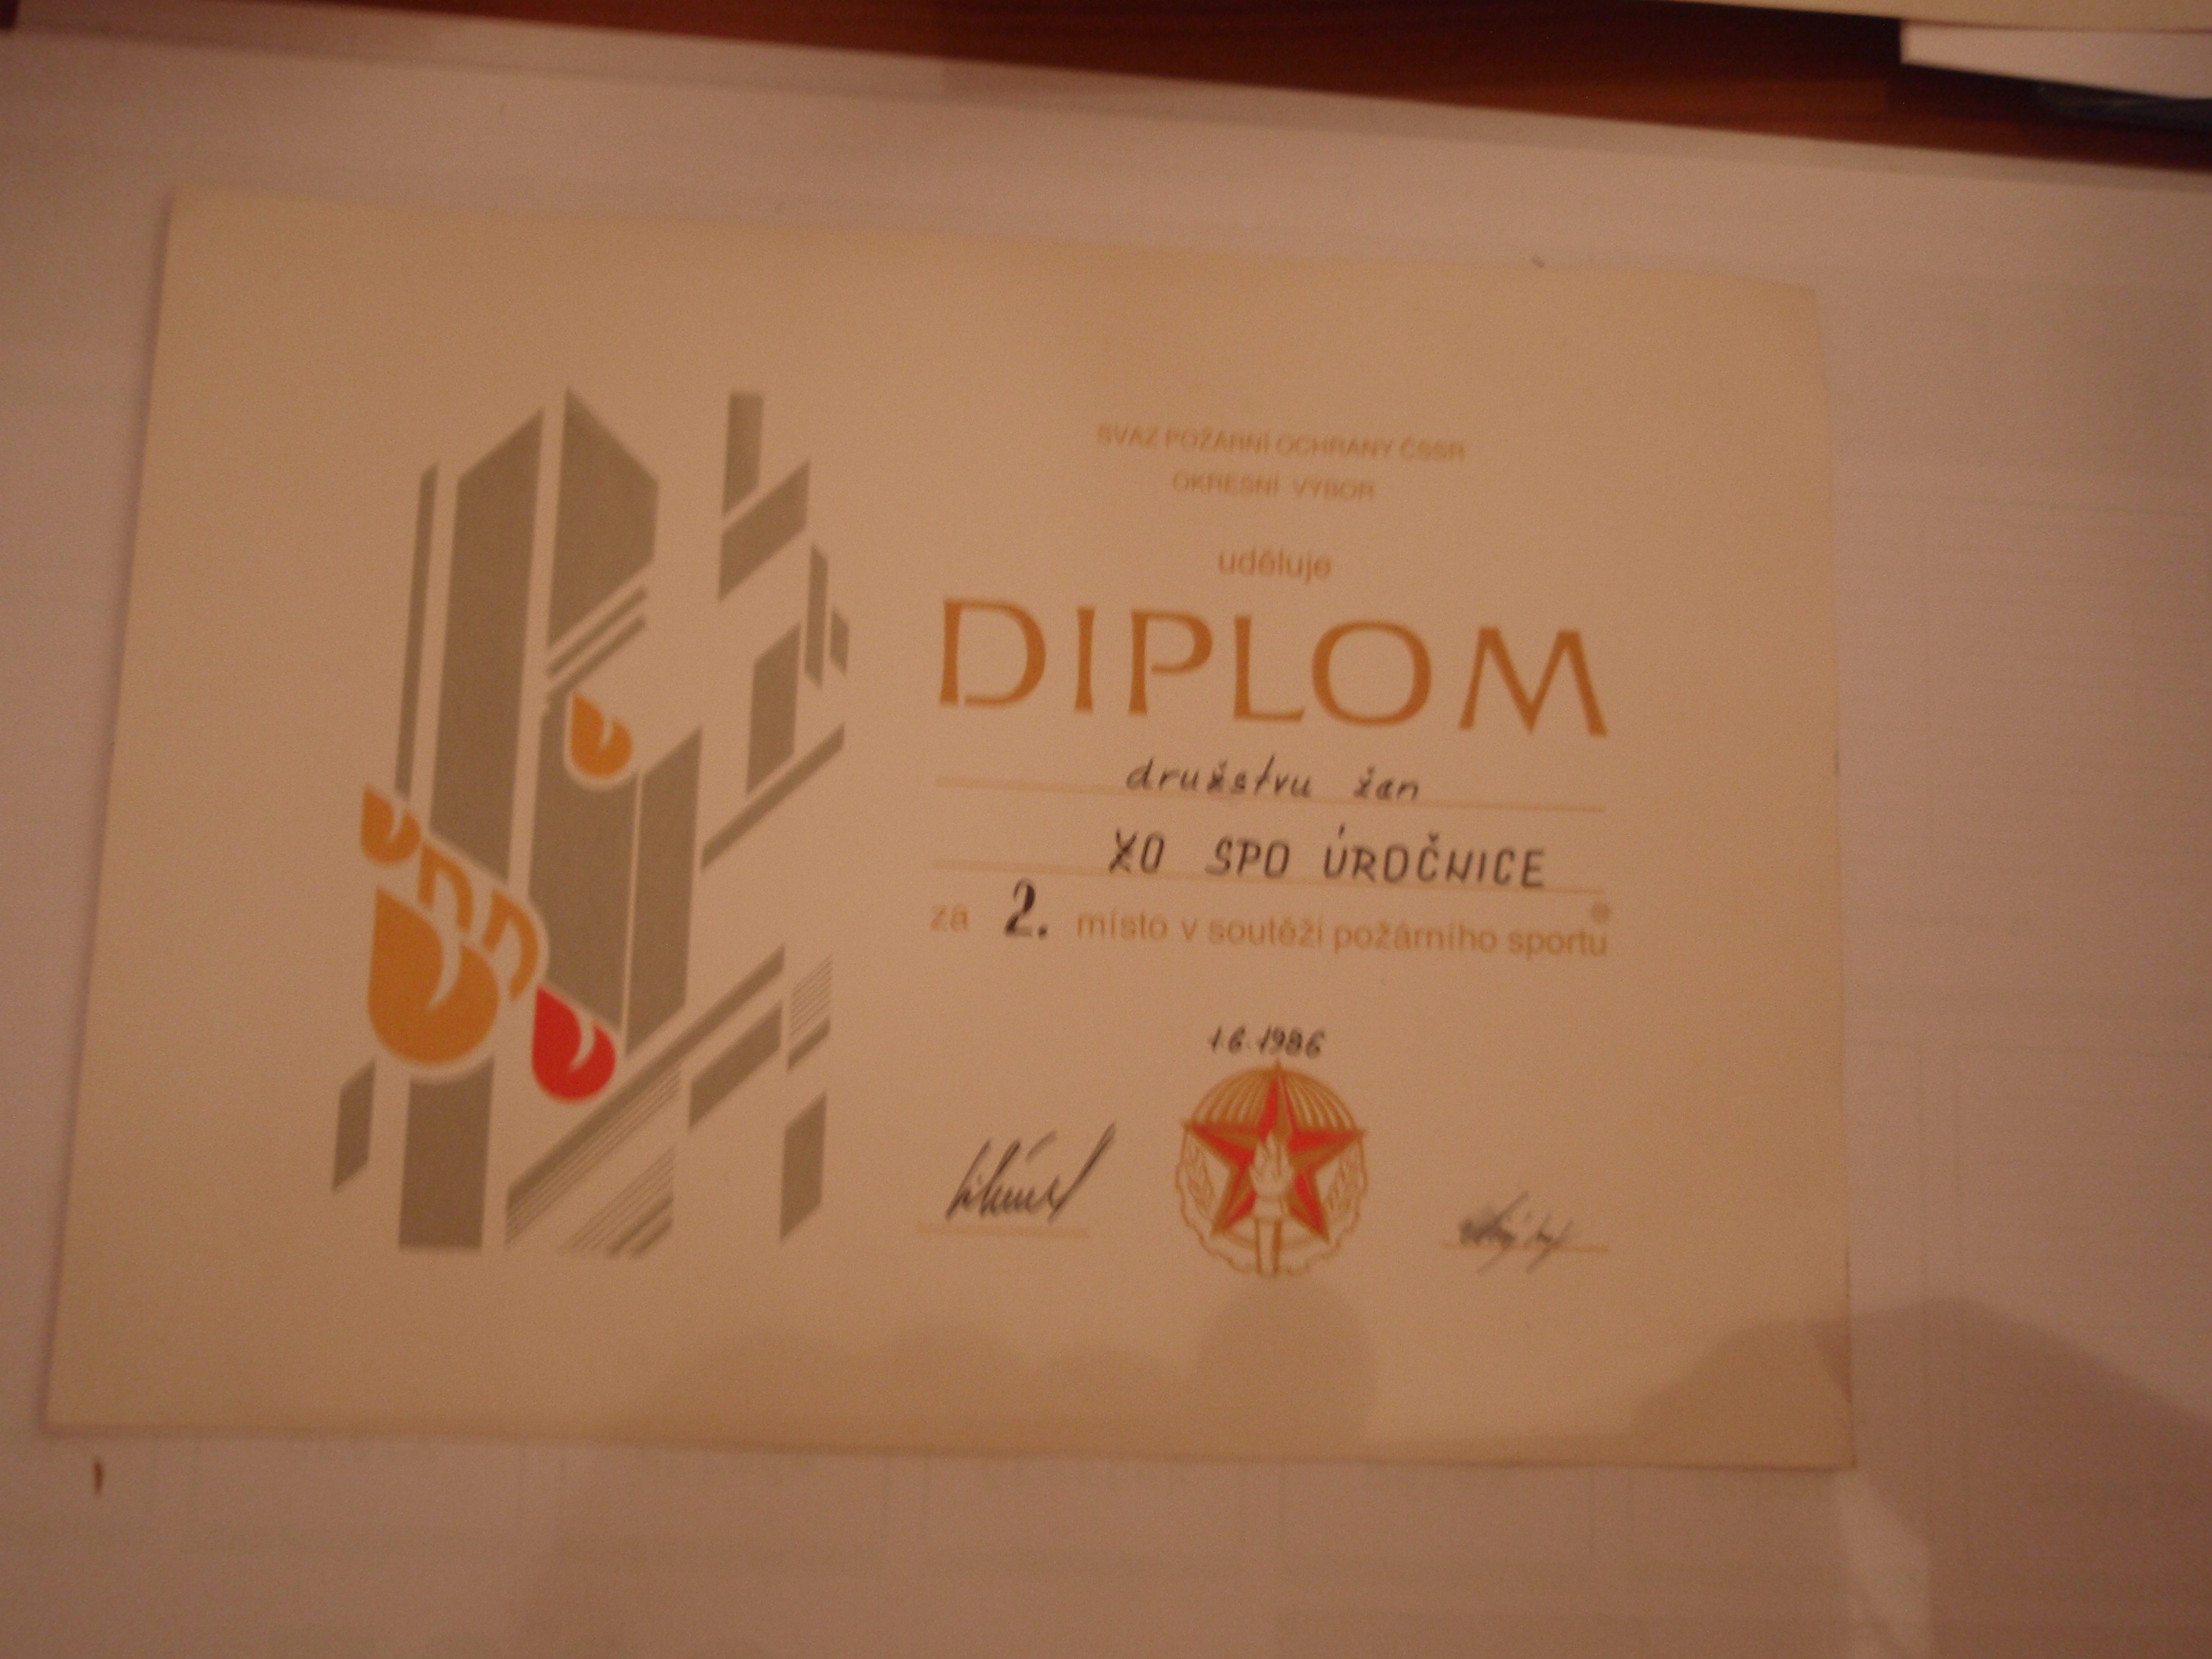 SVAZ POŽÁRNÍ OCHRANY ČSSR
OKRESNÍ VÝBOR
uděluje
DIPLOM
družstvu žen
ZO SPO ÚROČNICE
za 2. místo v soutěži požárního sportu
1.6.1986